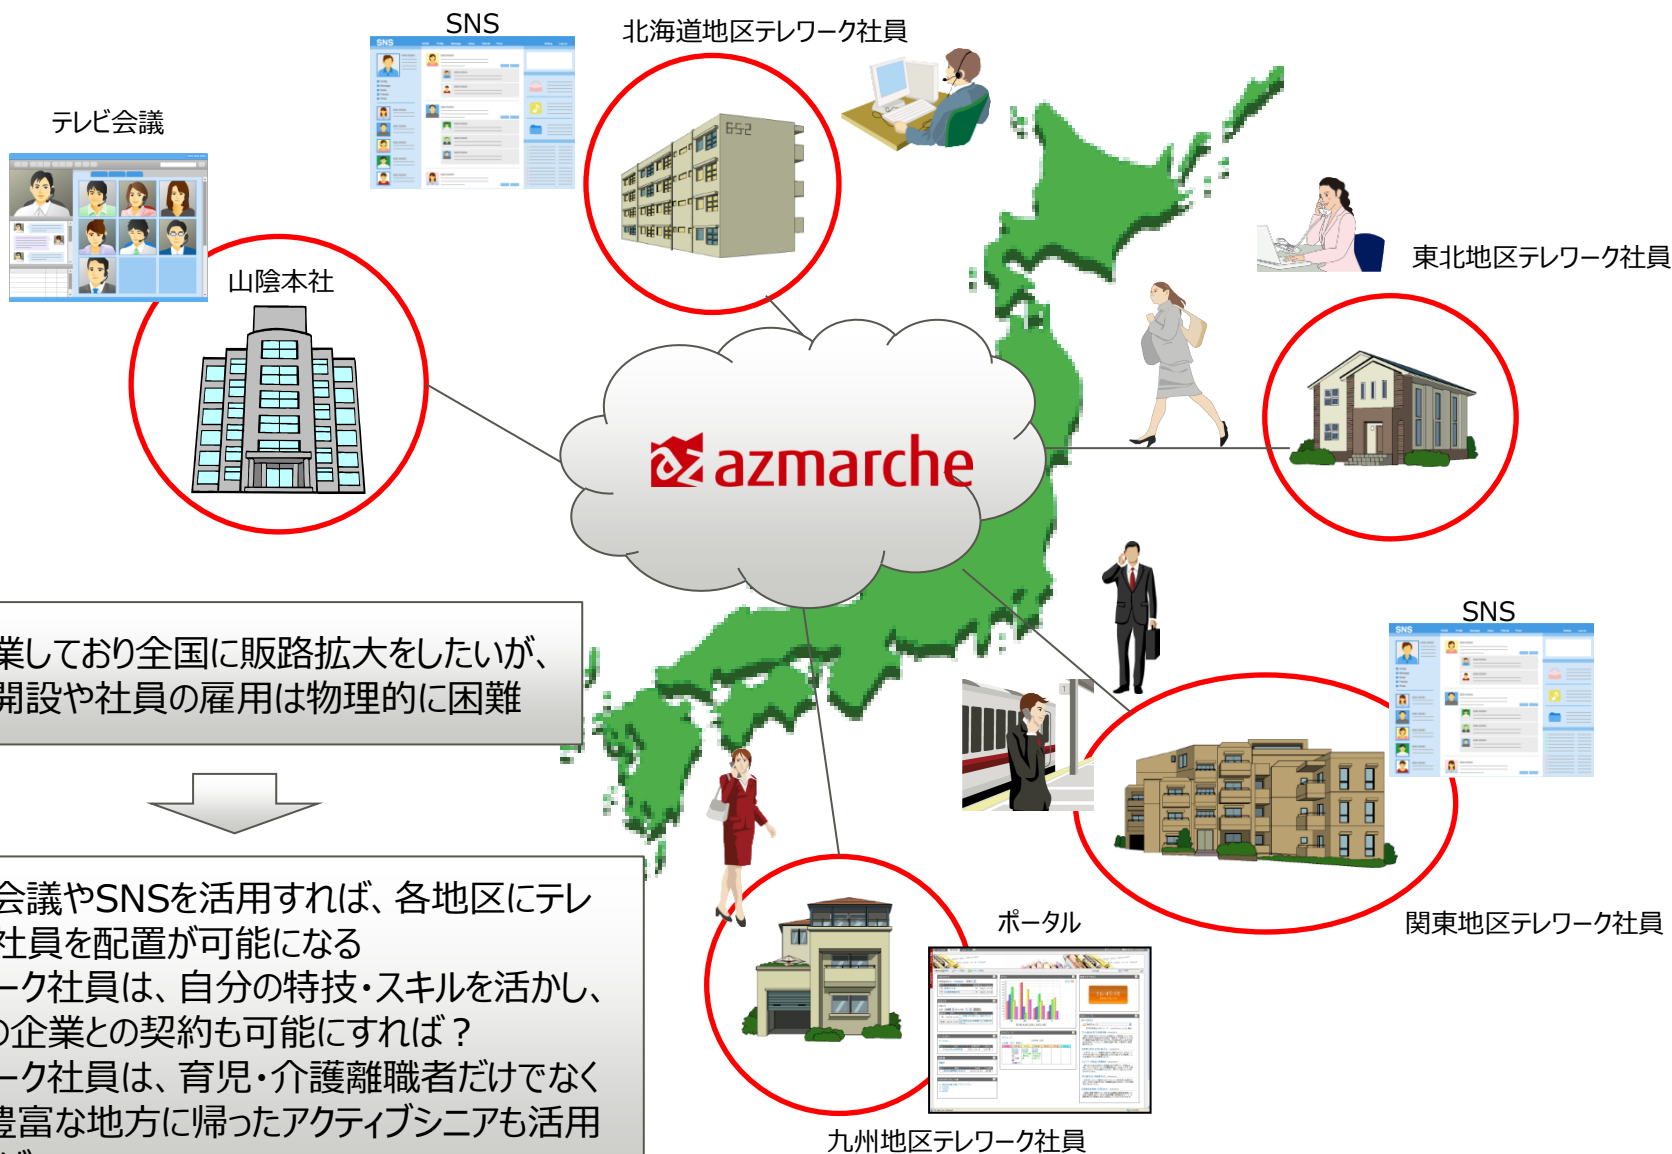 SNS
北海道地区テレワーク社員
SNS
テレビ会議
652
山陰本社
東北地区テレワーク社員
azmarche
業しており全国に販路拡大をしたいが、
開設や社員の雇用は物理的に困難
SNS
SNS
会議やSNSを活用すれば、各地区にテレ
社員を配置が可能になる
ーク社員は、自分の特技・スキルを活かし、
の企業との契約も可能にすれば？
ーク社員は、育児・介護離職者だけでなく
豊富な地方に帰ったアクティブシニアも活用
ポータル
関東地区テレワーク社員
九州地区テレワーク社員